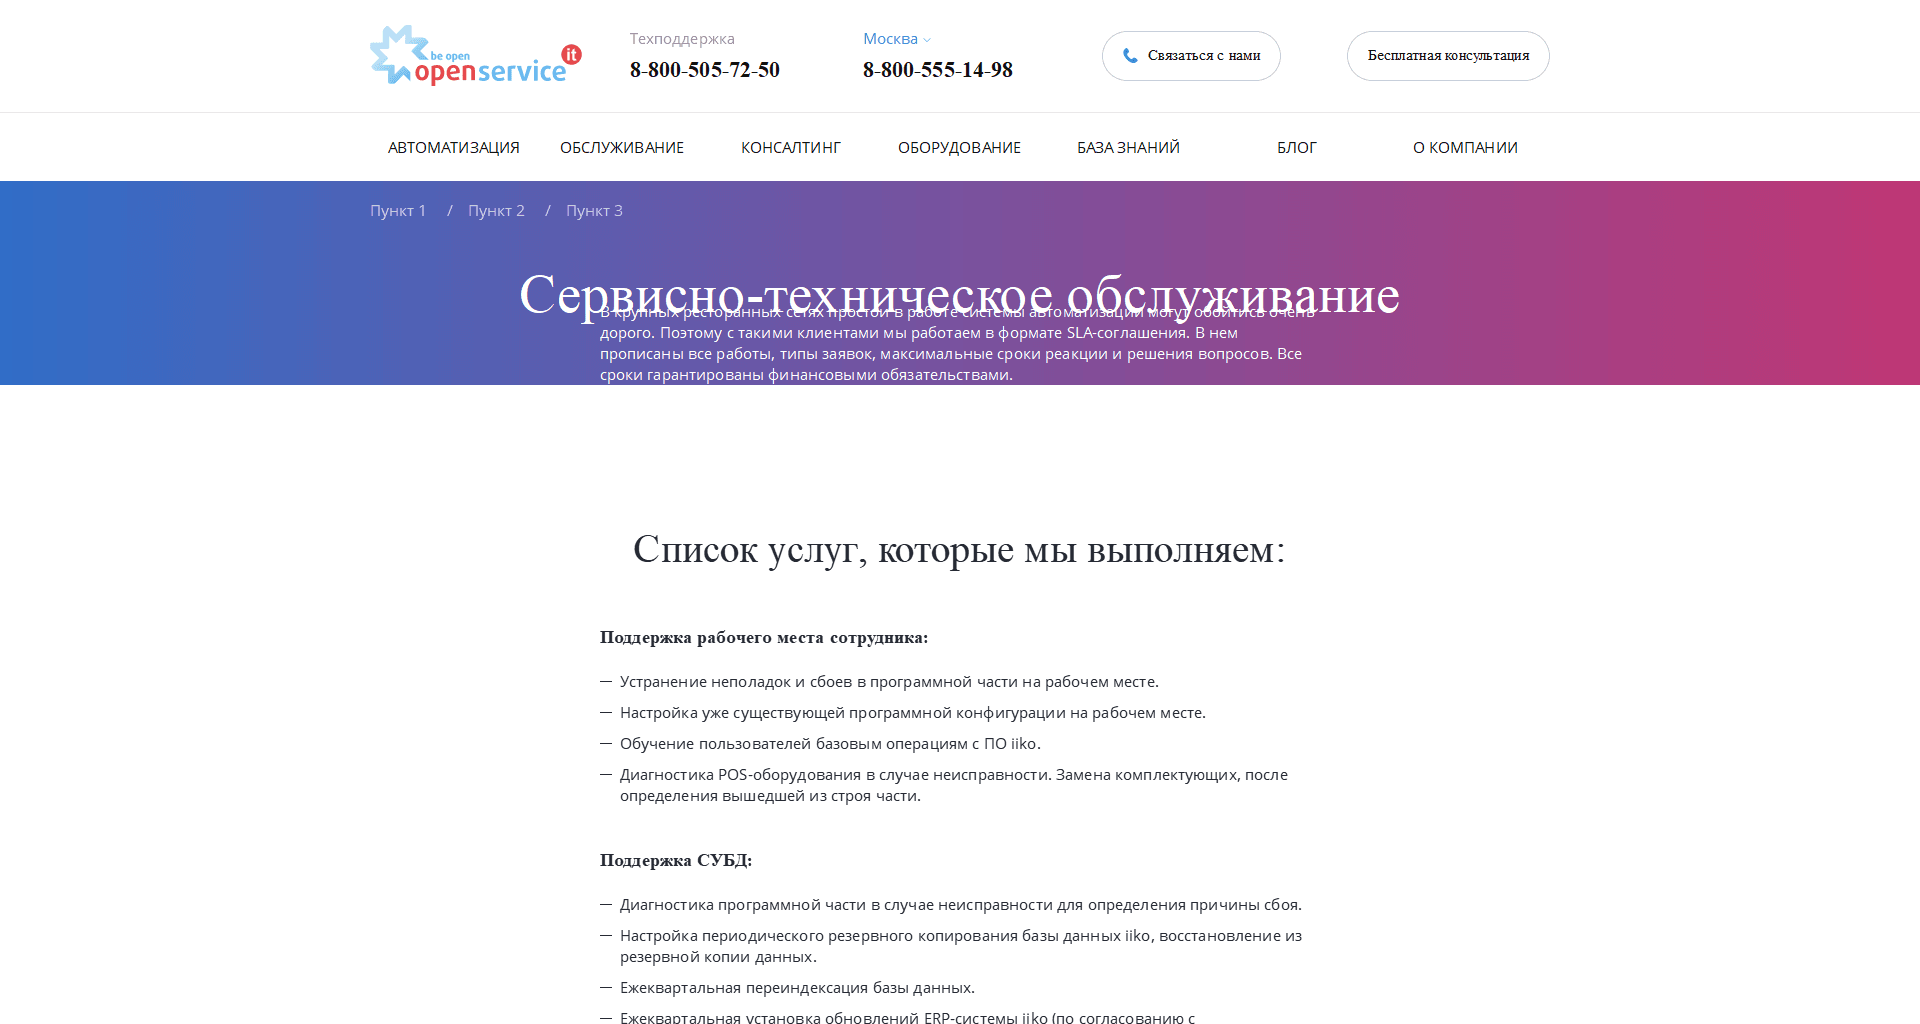 be open
openservice it
Техподдержка
8-800-505-72-50
Москва
8-800-555-14-98
Связаться с нами
Бесплатная консультация
АВТОМАТИЗАЦИЯ ОБСЛУЖИВАНИЕ КОНСАЛТИНГ ОБОРУДОВАНИЕ БАЗА ЗНАНИЙ БЛОГ О КОМПАНИИ
Пункт 1 / Пункт 2 / Пункт 3
Сервисно-техническое обслуживание
В крупных ресторанных сетях простои в работе системы автоматизации могут обойтись очень
дорого. Поэтому с такими клиентами мы работаем в формате SLA-соглашения. В нем
прописаны все работы, типы заявок, максимальные сроки реакции и решения вопросов. Все
сроки гарантированы финансовыми обязательствами.
Список услуг, которые мы выполняем:
Поддержка рабочего места сотрудника:
— Устранение неполадок и сбоев в программной части на рабочем месте.
— Настройка уже существующей программной конфигурации на рабочем месте.
— Обучение пользователей базовым операциям с ПО iiko.
— Диагностика POS-оборудования в случае неисправности. Замена комплектующих, после
определения вышедшей из строя части.
Поддержка СУБД:
— Диагностика программной части в случае неисправности для определения причины сбоя.
— Настройка периодического резервного копирования базы данных iiko, восстановление из
резервной копии данных.
— Ежеквартальная переиндексация базы данных.
— Ежеквартальная установка обновлений ERP-системы iiko (по согласованию с